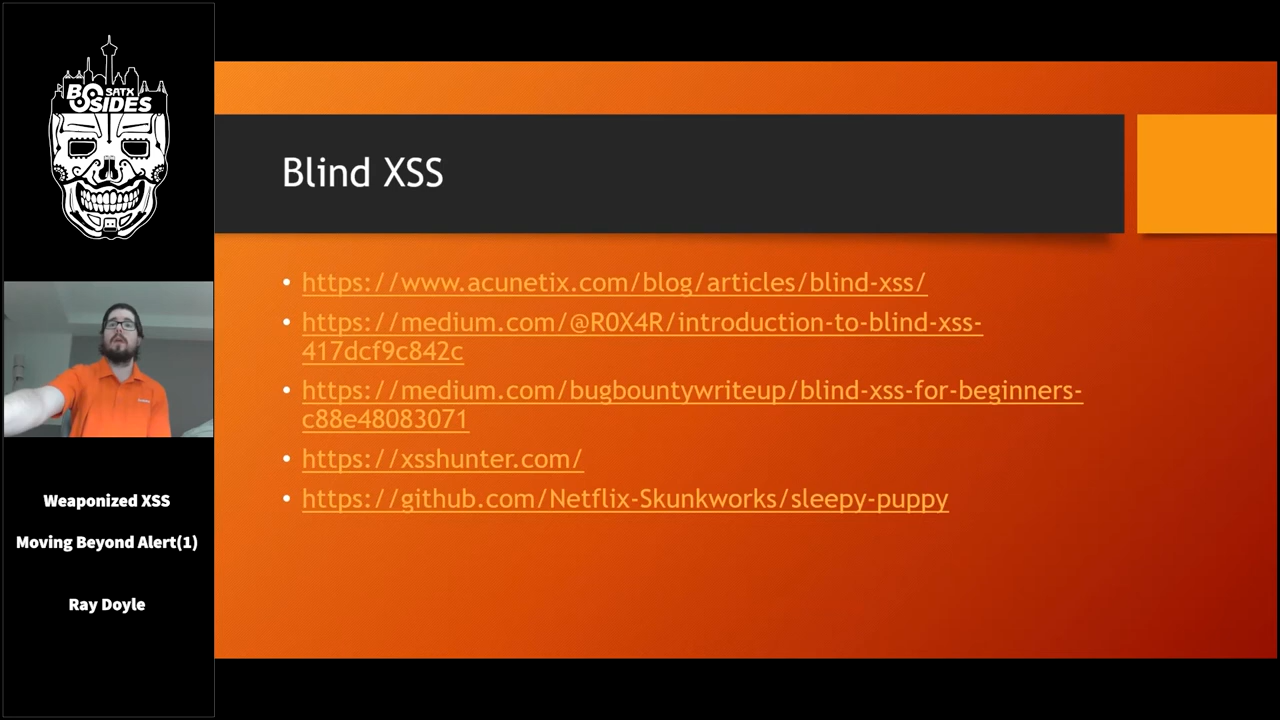 BSIDES
SATX
Weaponized XSS
Moving Beyond Alert(1)
Ray Doyle
Blind XSS
• https://www.acunetix.com/blog/articles/blind-xss/
• https://medium.com/@R0X4R/introduction-to-blind-xss-
417dcf9c842c
• https://medium.com/bugbountywriteup/blind-xss-for-beginners-
c88e48083071
• https://xsshunter.com/
• https://github.com/Netflix-Skunkworks/sleepy-puppy